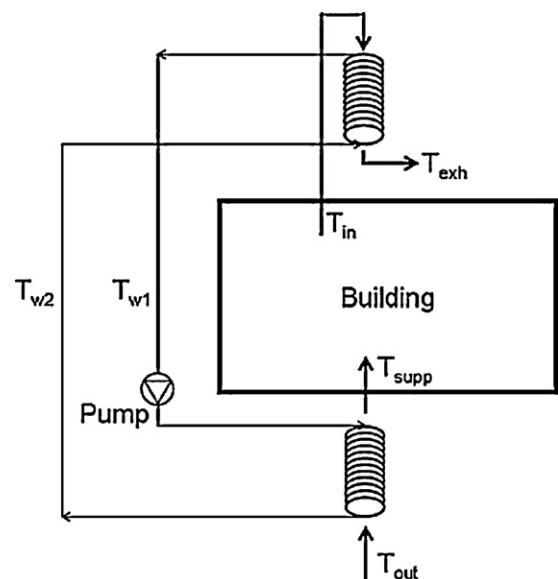 T_exh
T_in
T_w2
T_w1
Building
T_supp
Pump
T_out